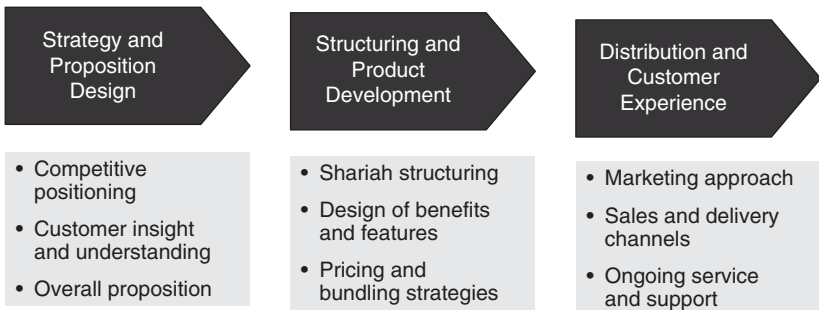 Strategy and
Proposition
Design
• Competitive
positioning
• Customer insight
and understanding
• Overall proposition
Structuring and
Product
Development
• Shariah structuring
• Design of benefits
and features
• Pricing and
bundling strategies
Distribution and
Customer
Experience
• Marketing approach
• Sales and delivery
channels
• Ongoing service
and support